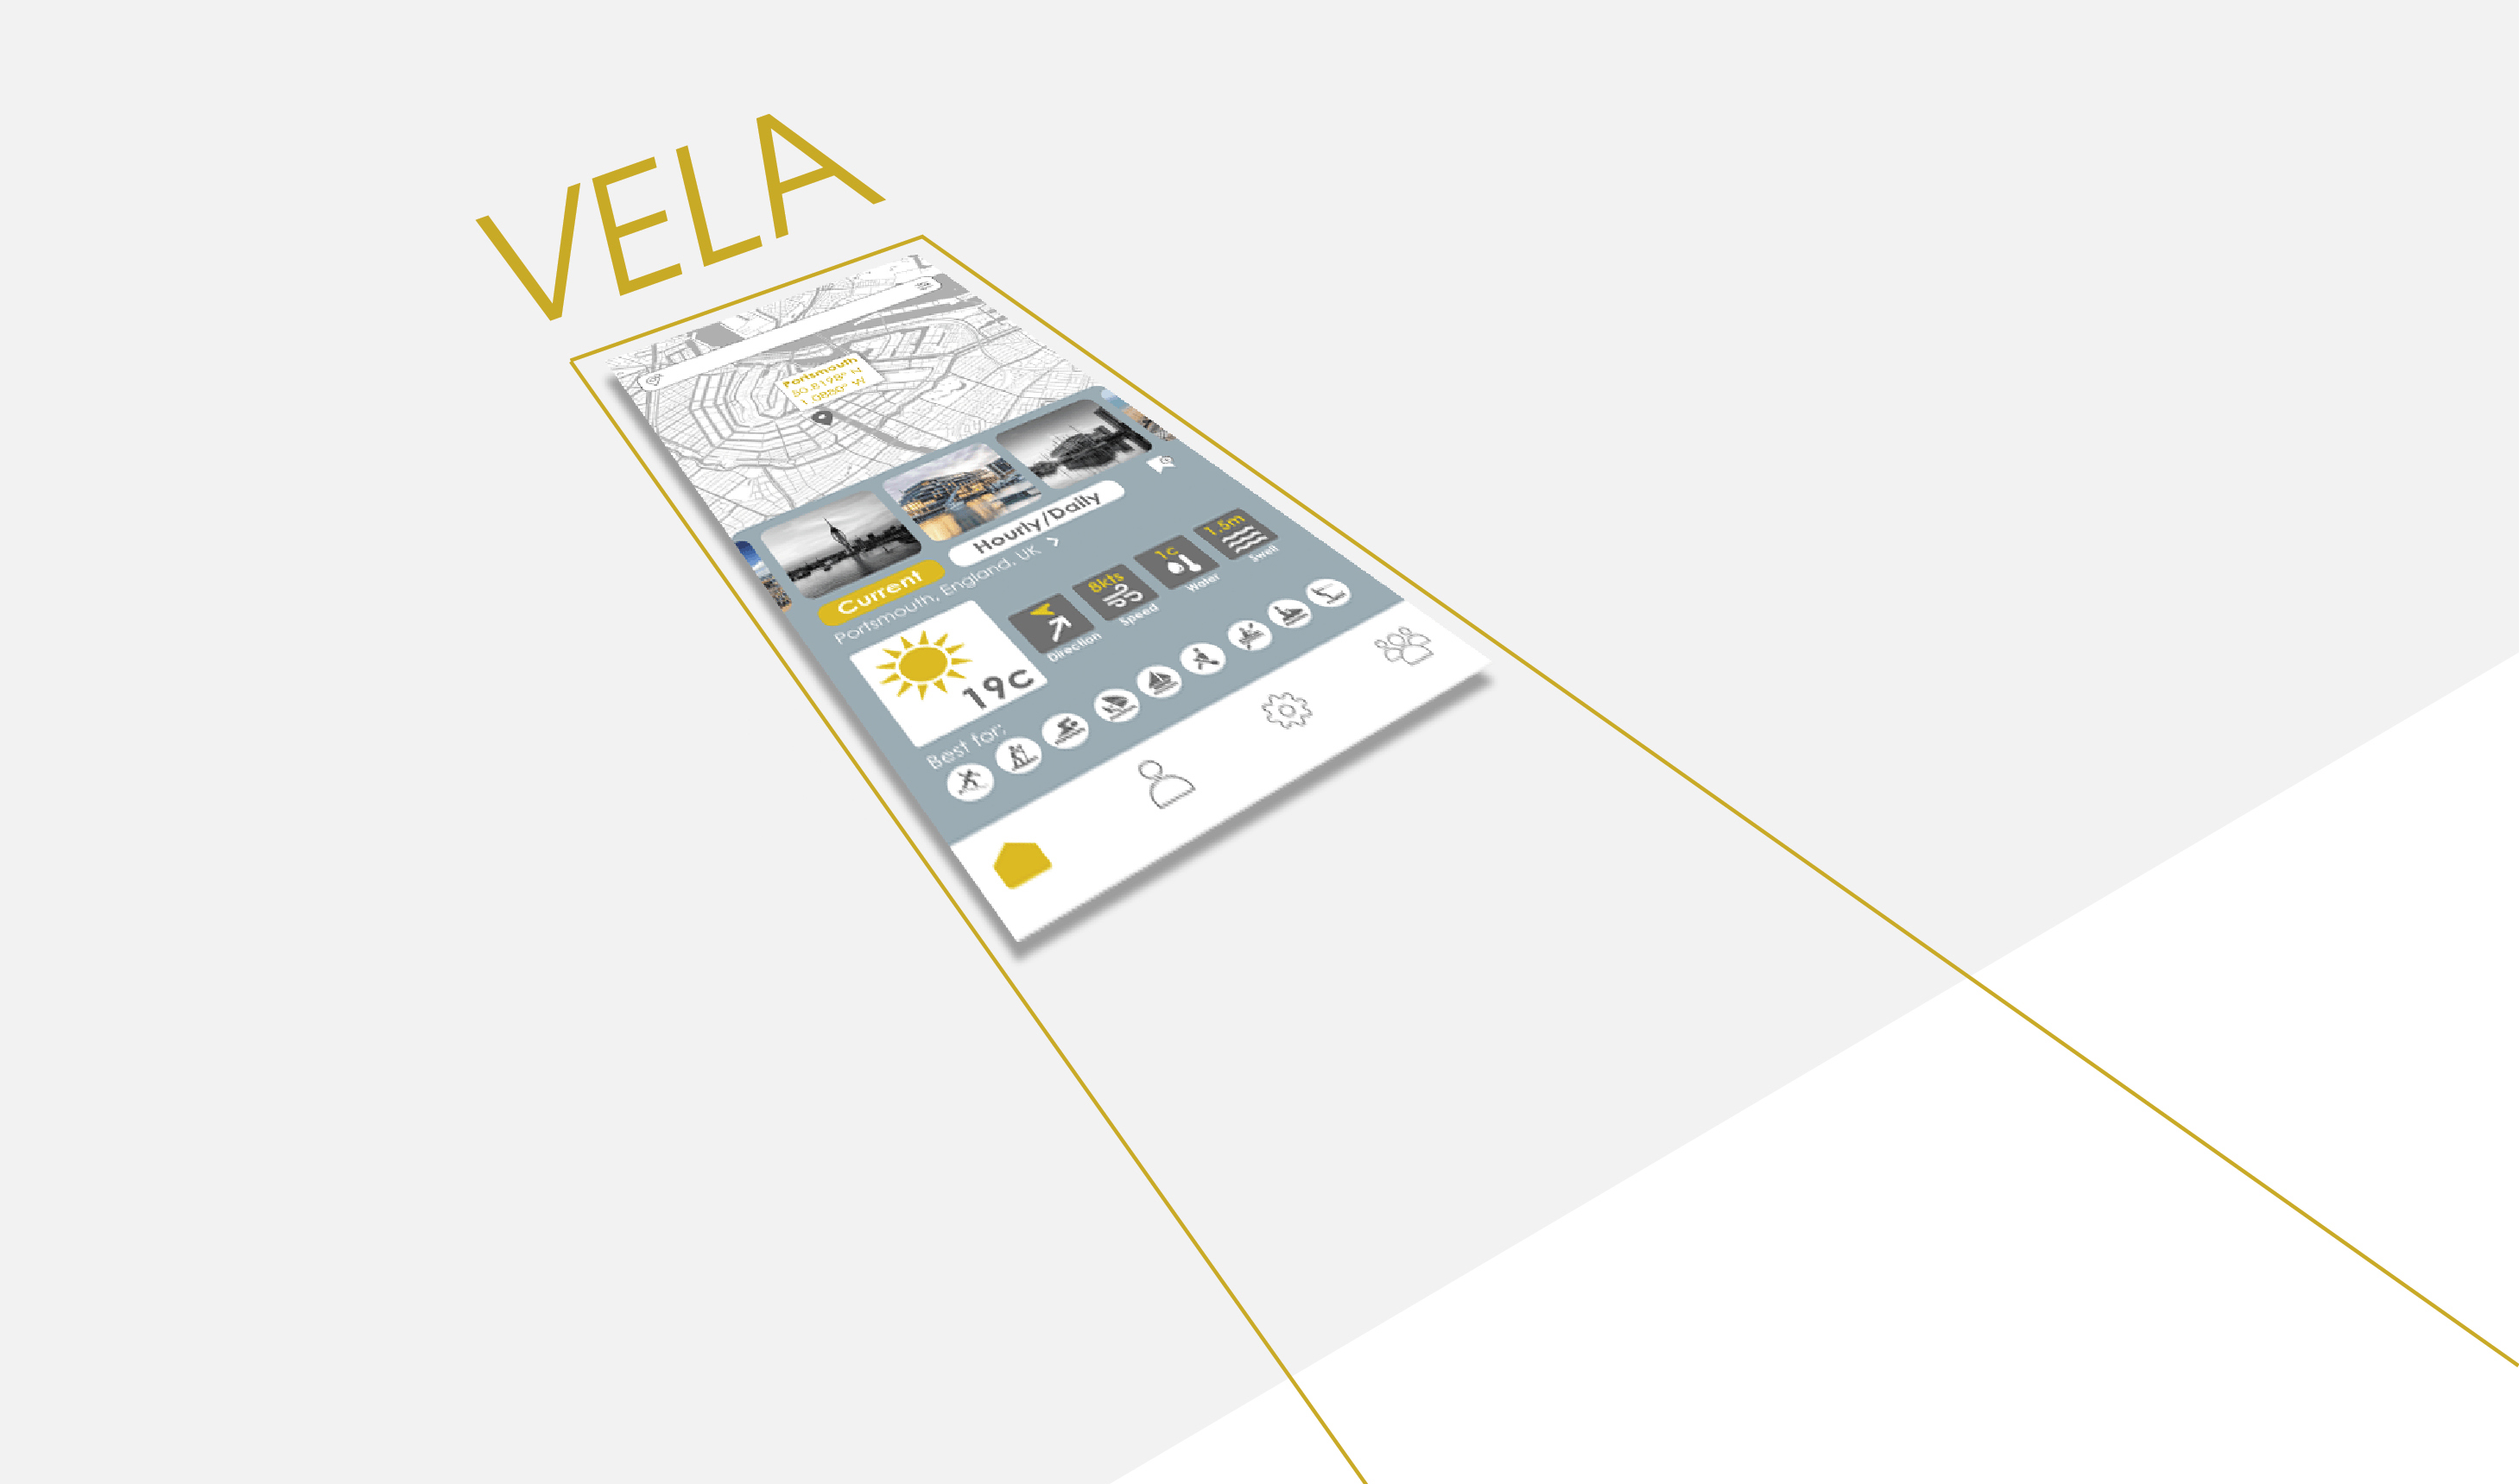 VELA
Portsmouth
50.8198° N
1.0880° W
Current
Hourly/Daily
Portsmouth, England, UK >
19c
Direction
8kts
Speed
1c
Water
1.5m
Swell
Best for: